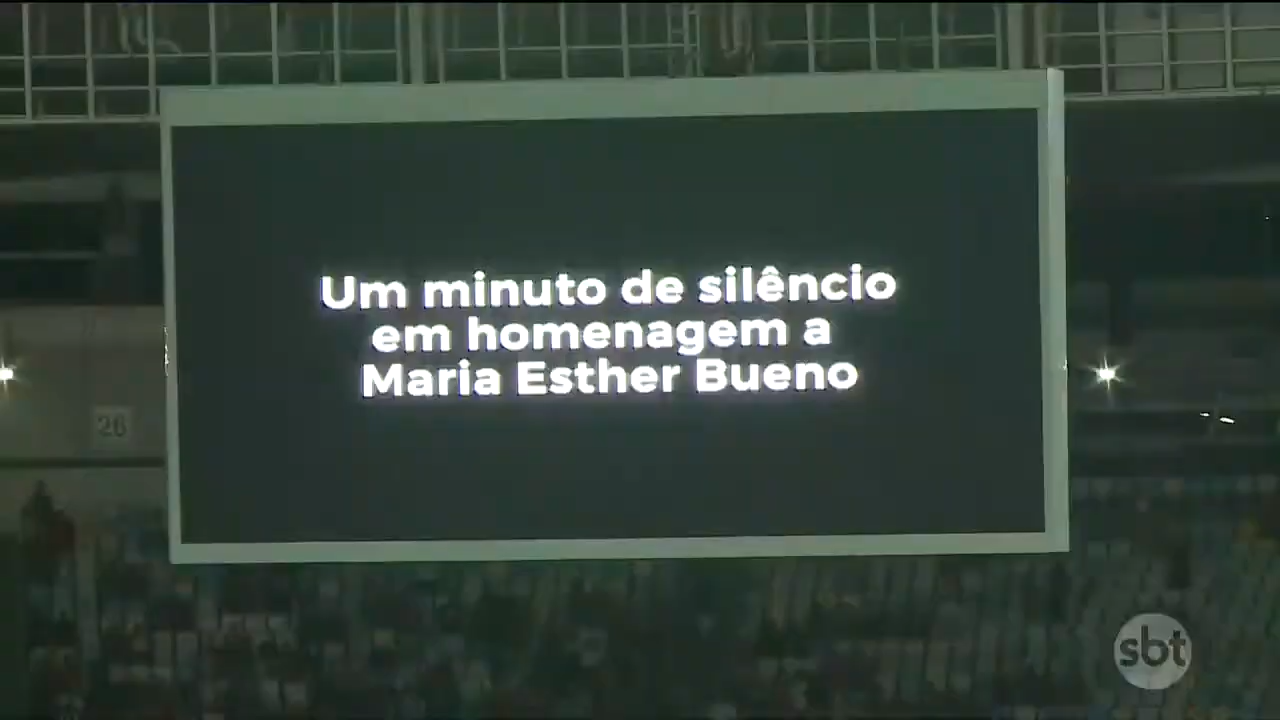 Um minuto de silêncio
em homenagem a
Maria Esther Bueno
26
sbt